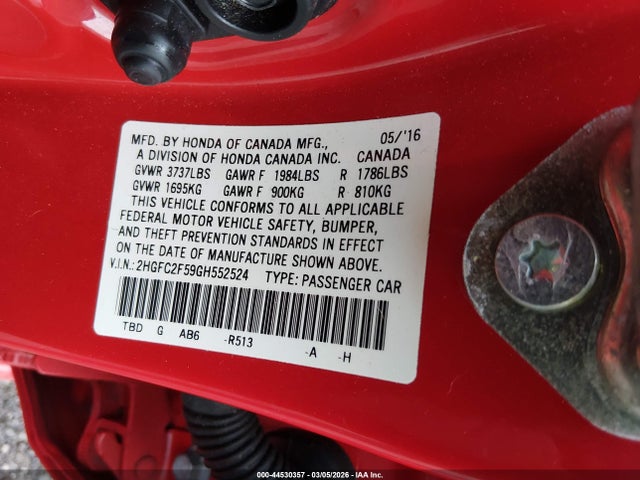 MFD. BY HONDA OF CANADA MFG., 05/'16
A DIVISION OF HONDA CANADA INC. CANADA
GVWR 3737LBS GAWR F 1984LBS R 1786LBS
GVWR 1695KG GAWR F 900KG R 810KG
THIS VEHICLE CONFORMS TO ALL APPLICABLE
FEDERAL MOTOR VEHICLE SAFETY, BUMPER,
AND THEFT PREVENTION STANDARDS IN EFFECT
ON THE DATE OF MANUFACTURE SHOWN ABOVE.
V.I.N.: 2HGFC2F59GH552524 TYPE: PASSENGER CAR
TBD G AB6 -R513 -A -H
000-44530357 | 03/05/2026 | IAA Inc.